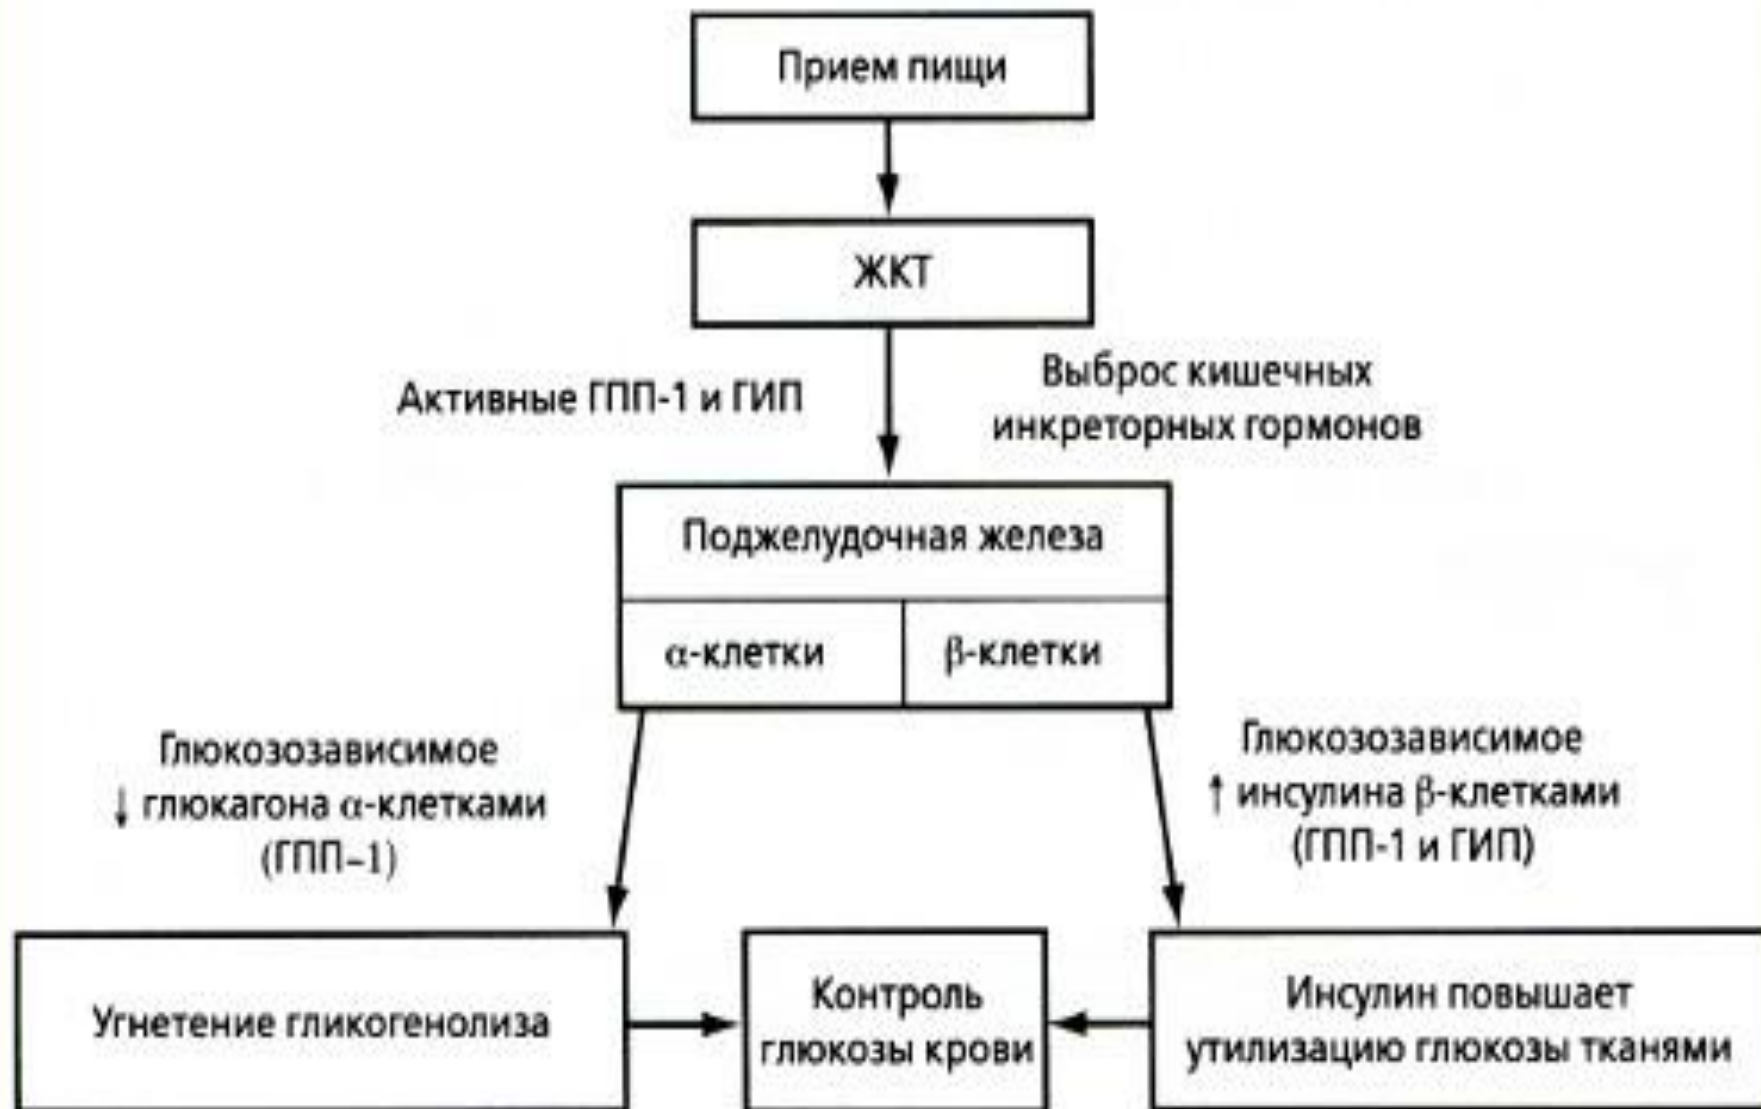 Прием пищи
ЖКТ
Активные ГПП-1 и ГИП
Выброс кишечных
инкреторных гормонов
Поджелудочная железа
α-клетки
β-клетки
Глюкозозависимое
↓ глюкагона α-клетками
(ГПП-1)
Глюкозозависимое
↑ инсулина β-клетками
(ГПП-1 и ГИП)
Угнетение гликогенолиза
Контроль
глюкозы крови
Инсулин повышает
утилизацию глюкозы тканями